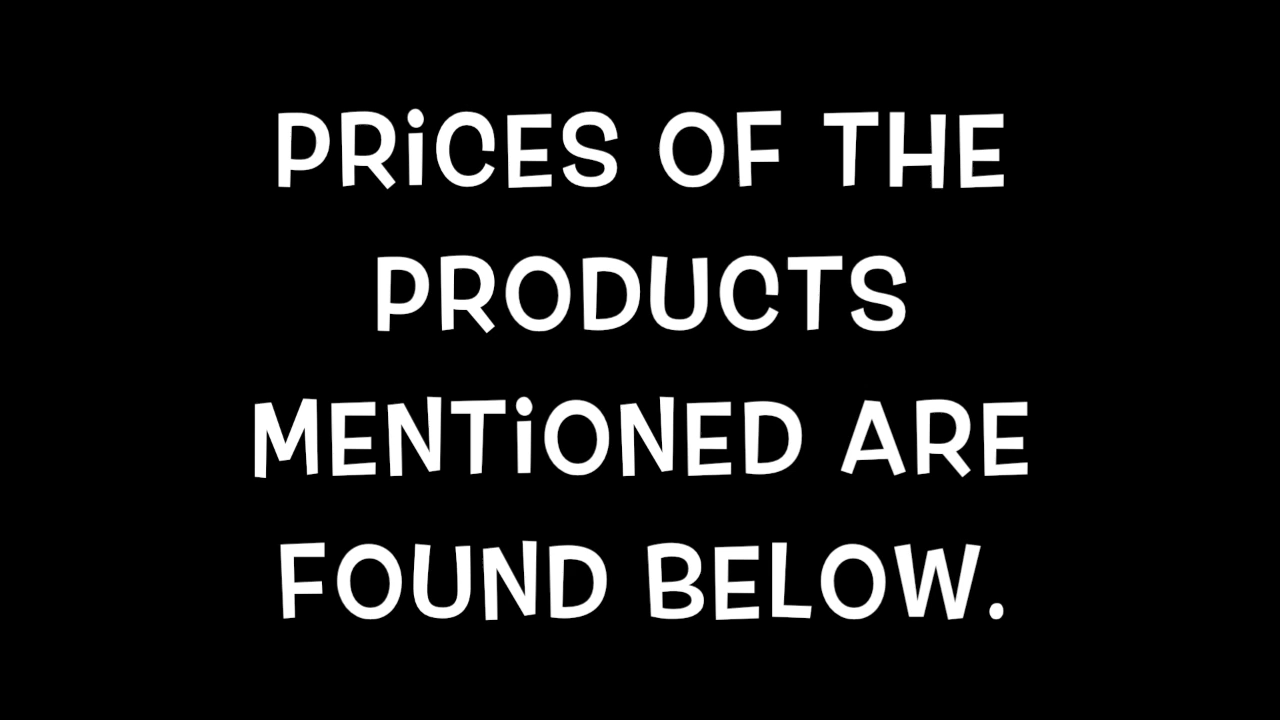 PRiCES OF THE
PRODUCTS
MENTiONED ARE
FOUND BELOW.